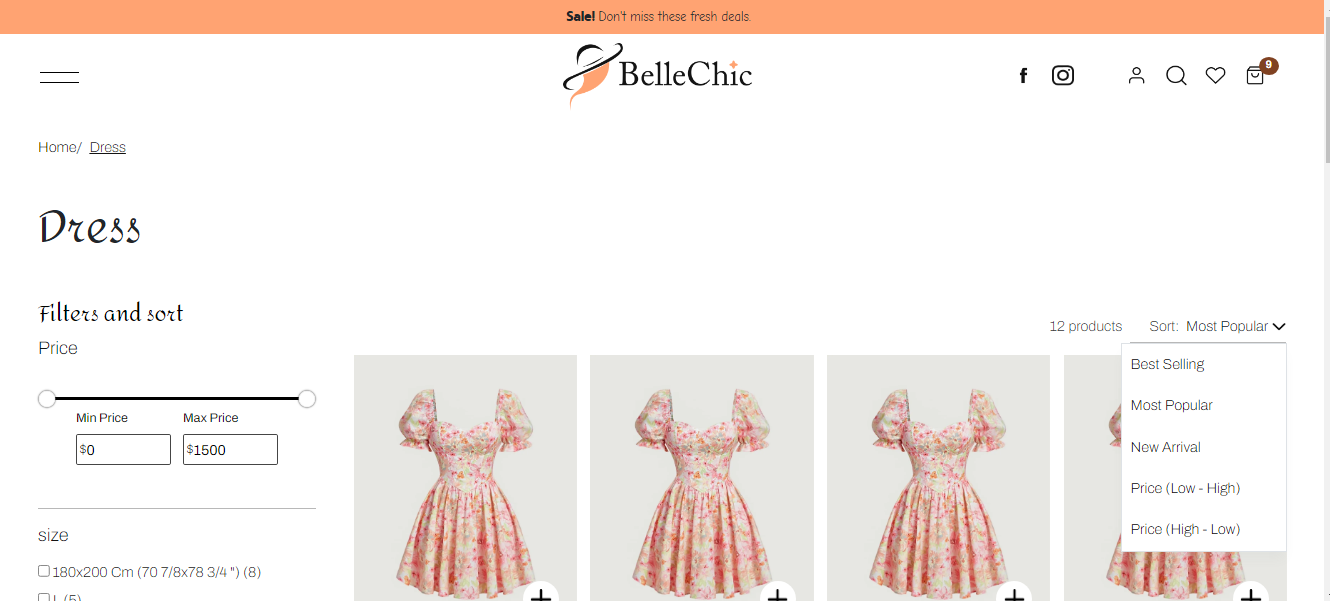 Sale! Don't miss these fresh deals.
BelleChic
9
Home/ Dress
Dress
Filters and sort
12 products Sort: Most Popular
Price
Best Selling
Most Popular
New Arrival
Price (Low - High)
Price (High - Low)
Min Price Max Price
$0 $1500
size
180x200 Cm (70 7/8x78 3/4 ") (8)
L (5)